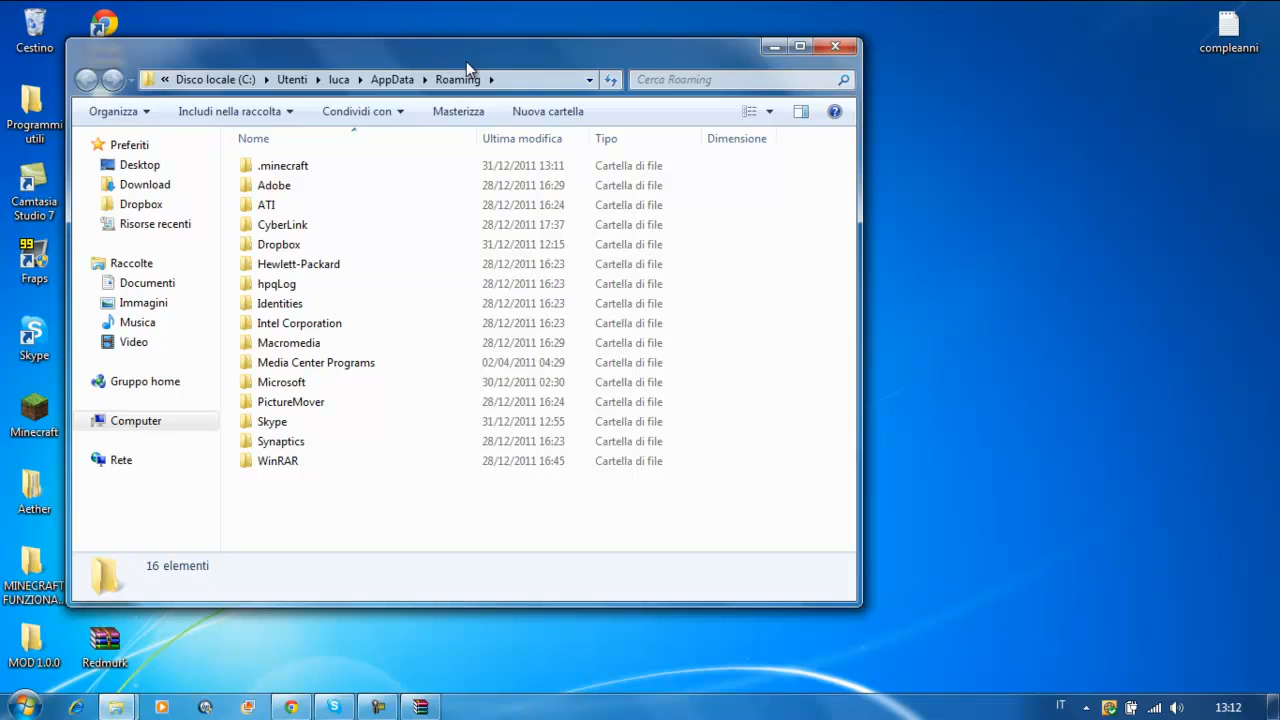 Cestino
compleanni
« Disco locale (C:) Utenti luca AppData Roaming
Cerca Roaming
Organizza Includi nella raccolta Condividi con Masterizza Nuova cartella
Nome Ultima modifica Tipo Dimensione
Preferiti
Desktop
Download
Dropbox
Risorse recenti
Raccolte
Documenti
Immagini
Musica
Video
Gruppo home
Computer
Rete
.minecraft 31/12/2011 13:11 Cartella di file
Adobe 28/12/2011 16:29 Cartella di file
ATI 28/12/2011 16:24 Cartella di file
CyberLink 28/12/2011 17:37 Cartella di file
Dropbox 31/12/2011 12:15 Cartella di file
Hewlett-Packard 28/12/2011 16:23 Cartella di file
hpqLog 28/12/2011 16:23 Cartella di file
Identities 28/12/2011 16:23 Cartella di file
Intel Corporation 28/12/2011 16:23 Cartella di file
Macromedia 28/12/2011 16:29 Cartella di file
Media Center Programs 02/04/2011 04:29 Cartella di file
Microsoft 30/12/2011 02:30 Cartella di file
PictureMover 28/12/2011 16:24 Cartella di file
Skype 31/12/2011 12:55 Cartella di file
Synaptics 28/12/2011 16:23 Cartella di file
WinRAR 28/12/2011 16:45 Cartella di file
16 elementi
Programmi
utili
Camtasia
Studio 7
99
Fraps
Skype
Minecraft
Aether
MINECRAFT
FUNZIONA...
MOD 1.0.0
Redmurk
IT
13:12